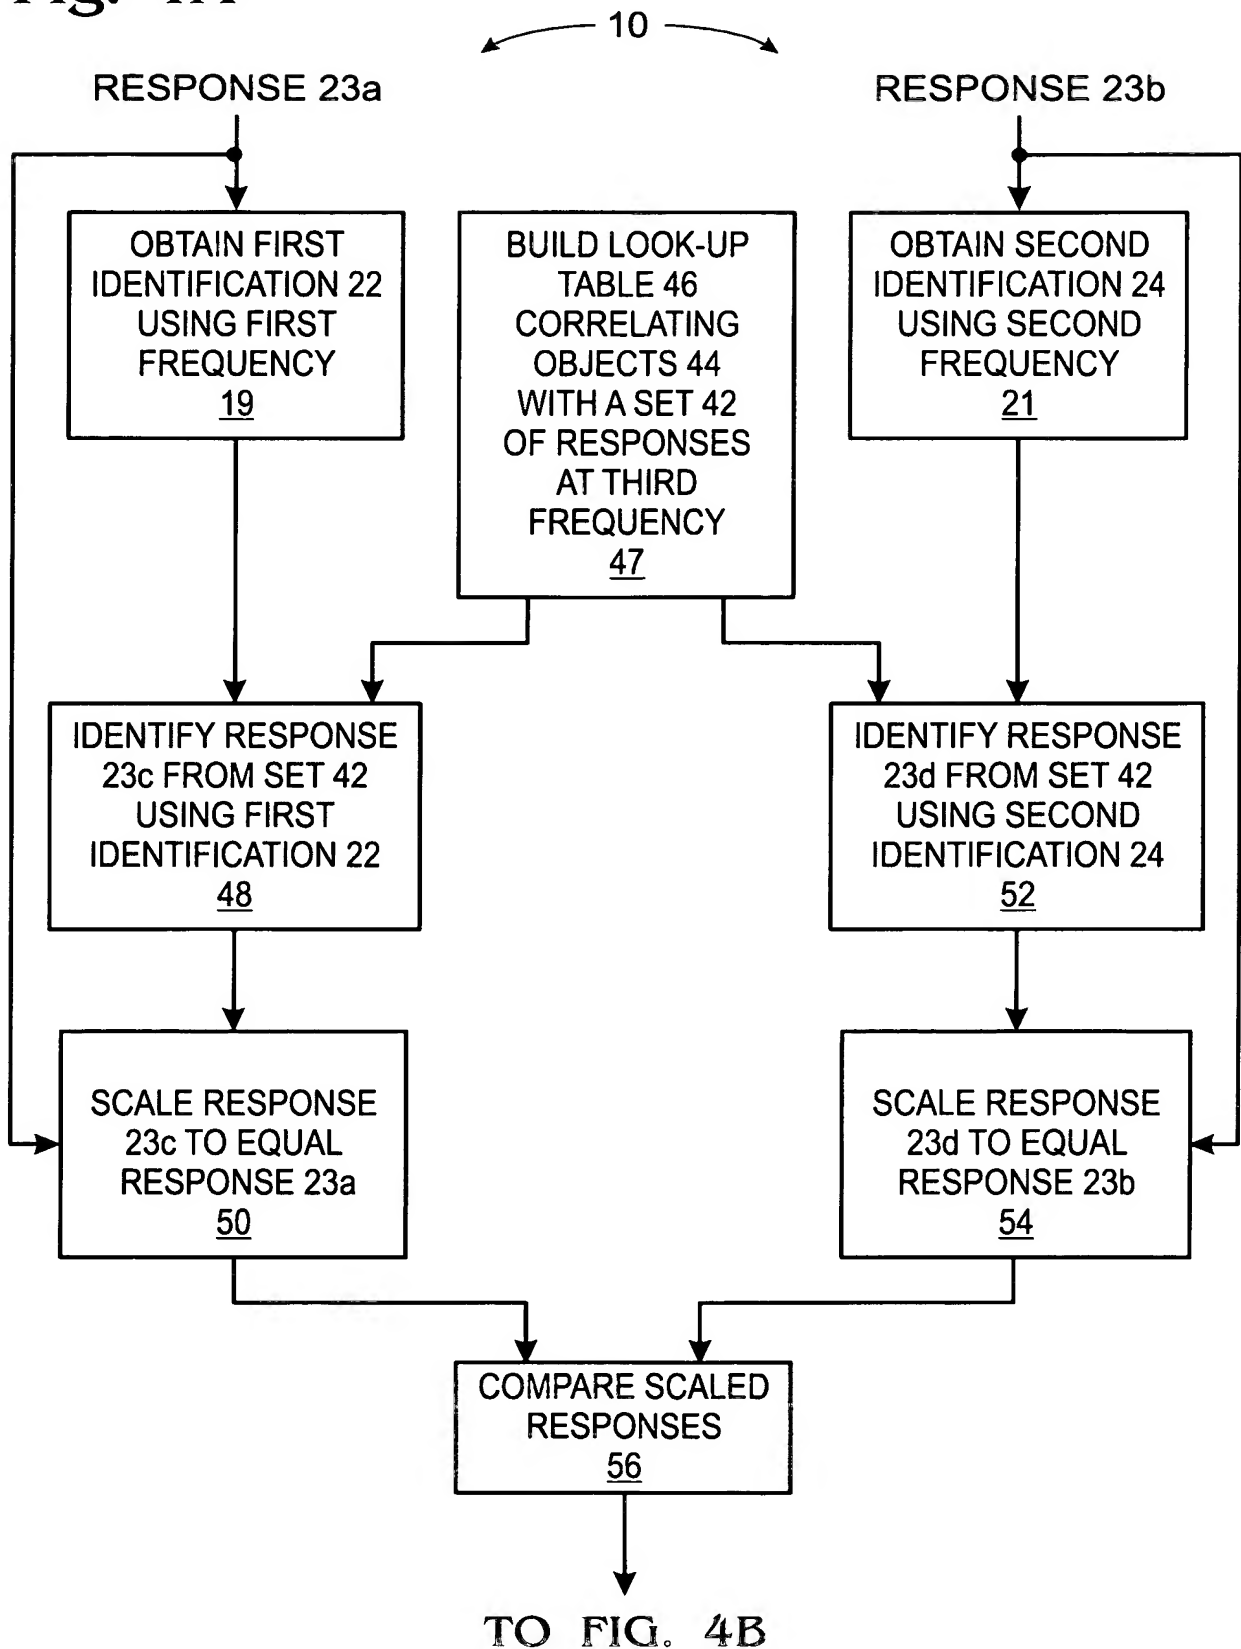 10
RESPONSE 23a
RESPONSE 23b
OBTAIN FIRST
IDENTIFICATION 22
USING FIRST
FREQUENCY
19
BUILD LOOK-UP
TABLE 46
CORRELATING
OBJECTS 44
WITH A SET 42
OF RESPONSES
AT THIRD
FREQUENCY
47
OBTAIN SECOND
IDENTIFICATION 24
USING SECOND
FREQUENCY
21
IDENTIFY RESPONSE
23c FROM SET 42
USING FIRST
IDENTIFICATION 22
48
IDENTIFY RESPONSE
23d FROM SET 42
USING SECOND
IDENTIFICATION 24
52
SCALE RESPONSE
23c TO EQUAL
RESPONSE 23a
50
SCALE RESPONSE
23d TO EQUAL
RESPONSE 23b
54
COMPARE SCALED
RESPONSES
56
TO FIG. 4B